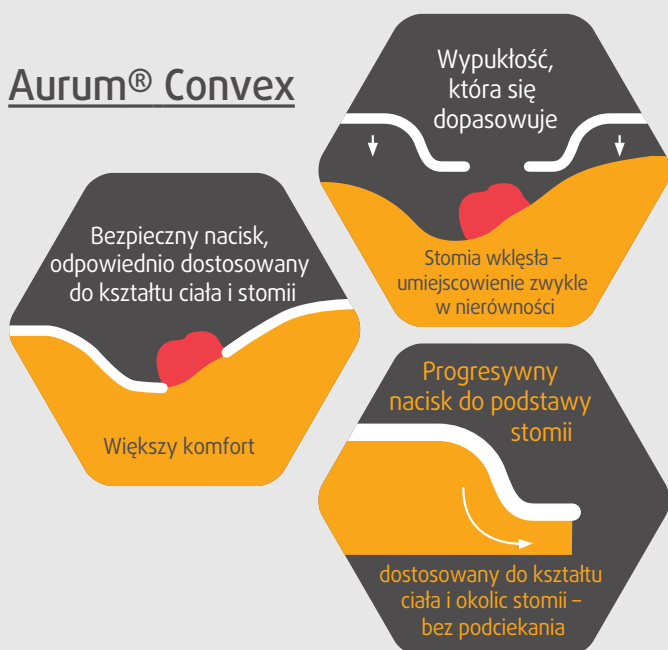 Aurum® Convex
Wypukłość,
która się
dopasowuje
Stomia wklęsła –
umiejscowienie zwykle
w nierówności
Bezpieczny nacisk,
odpowiednio dostosowany
do kształtu ciała i stomii
Większy komfort
Progresywny
nacisk do podstawy
stomii
dostosowany do kształtu
ciała i okolic stomii –
bez podciekania